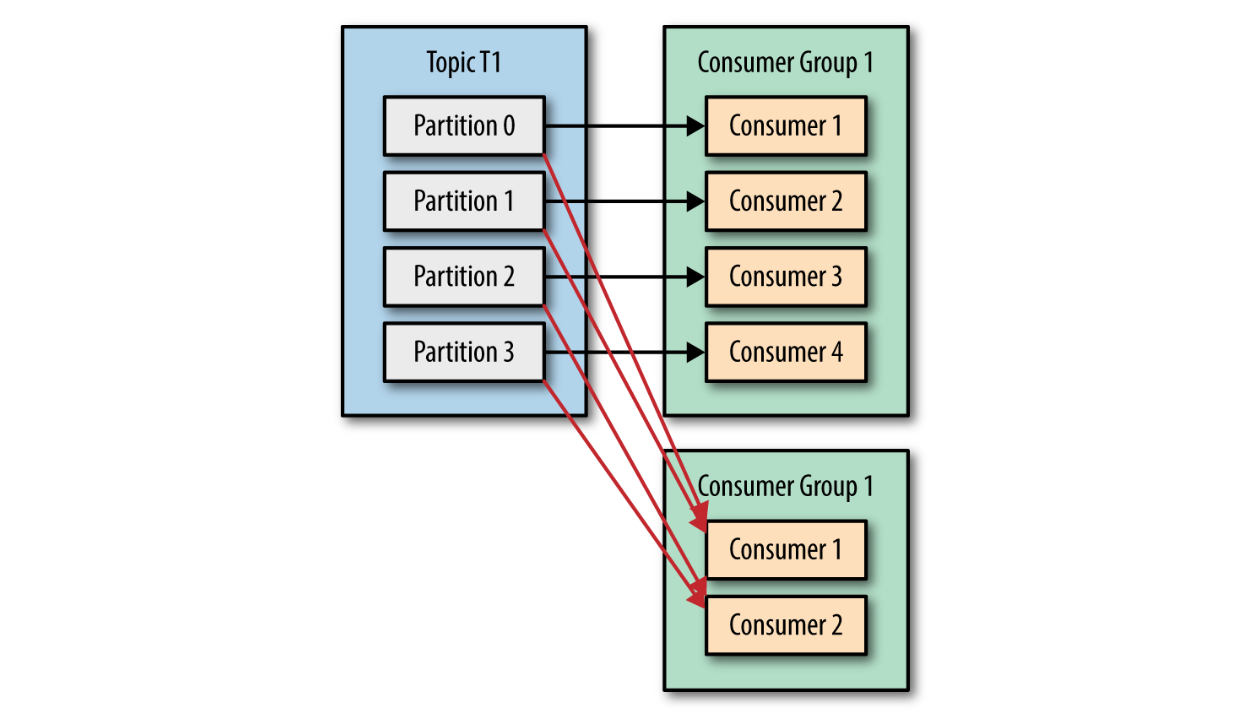 Topic T1
Partition 0
Partition 1
Partition 2
Partition 3
Consumer Group 1
Consumer 1
Consumer 2
Consumer 3
Consumer 4
Consumer Group 1
Consumer 1
Consumer 2